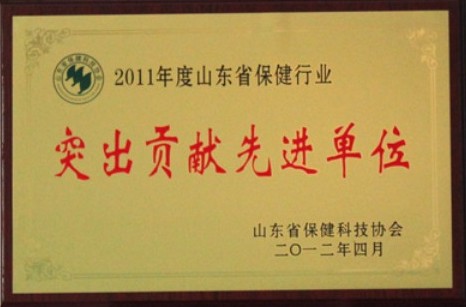 2011年度山东省保健行业
突出贡献先进单位
山东省保健科技协会
二〇一二年四月